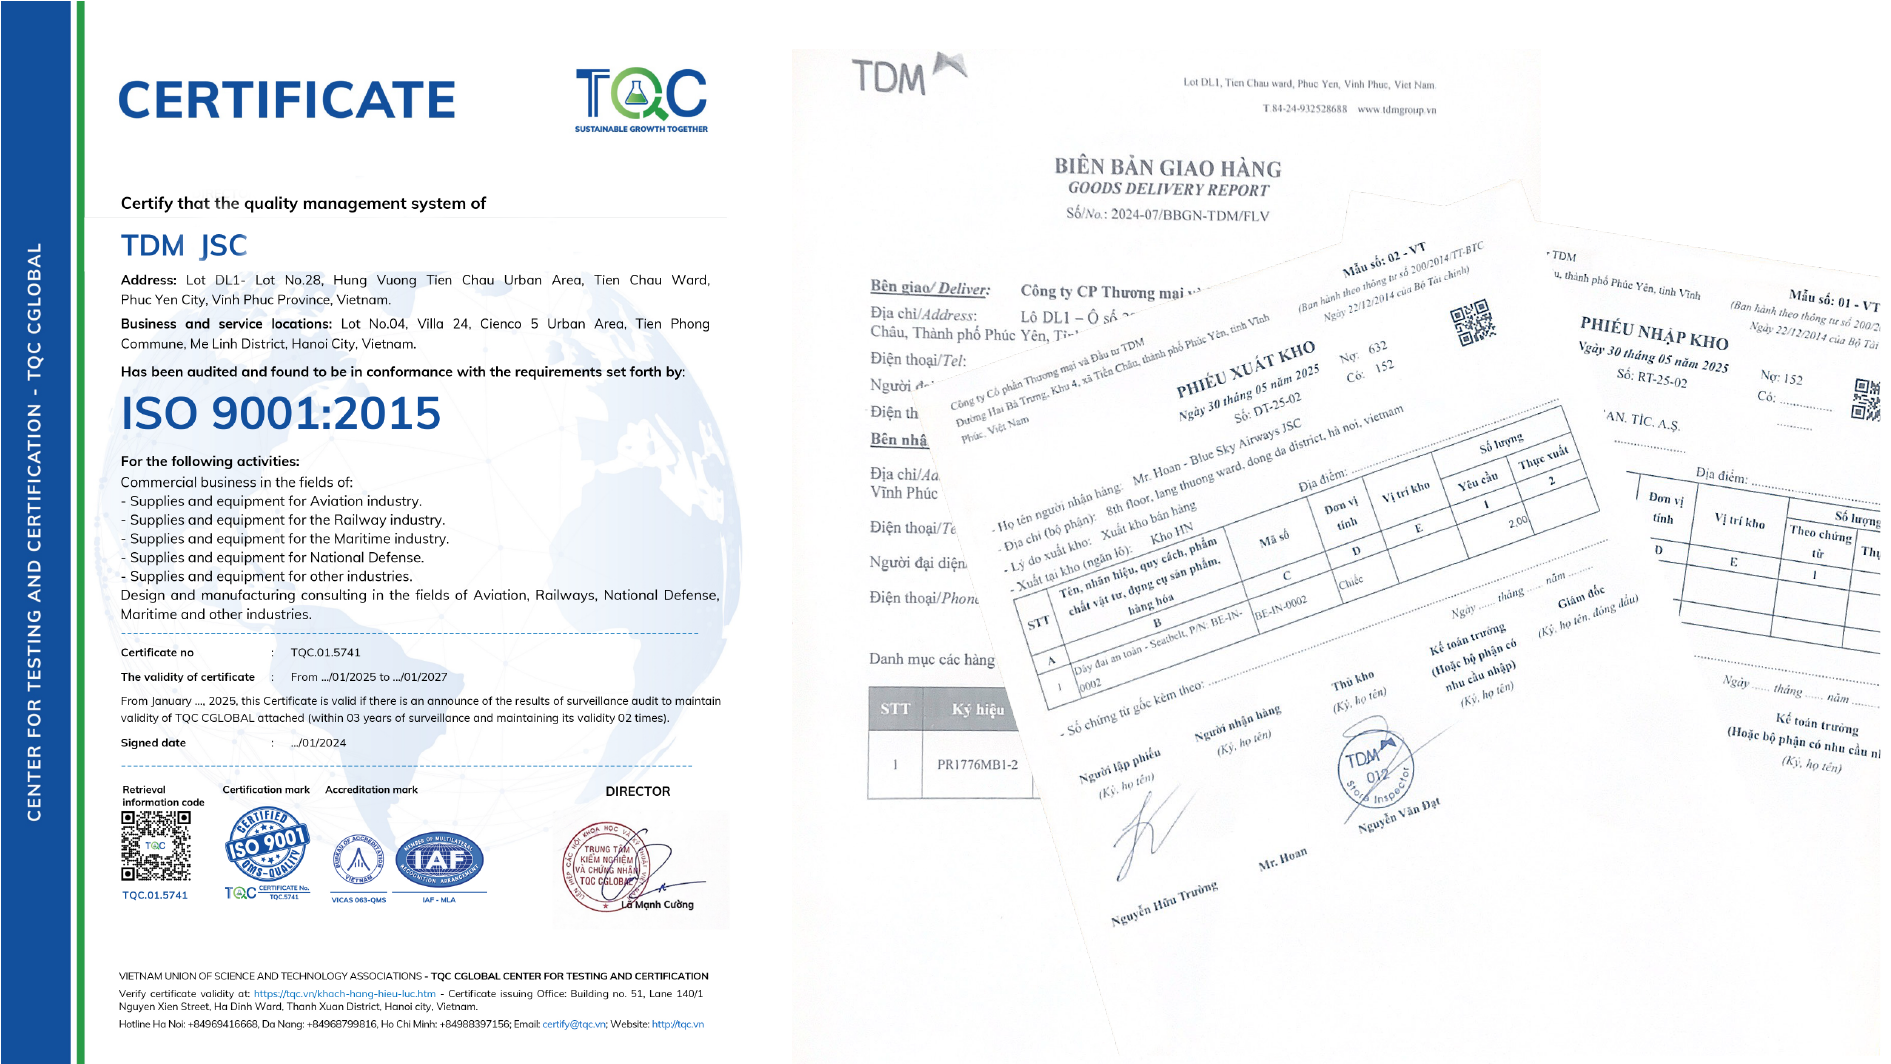 CENTER FOR TESTING AND CERTIFICATION - TQC CGLOBAL
CERTIFICATE
TQC
SUSTAINABLE GROWTH TOGETHER
Certify that the quality management system of
TDM JSC
Address: Lot DL1- Lot No.28, Hung Vuong Tien Chau Urban Area, Tien Chau Ward,
Phuc Yen City, Vinh Phuc Province, Vietnam.
Business and service locations: Lot No.04, Villa 24, Cienco 5 Urban Area, Tien Phong
Commune, Me Linh District, Hanoi City, Vietnam.
Has been audited and found to be in conformance with the requirements set forth by:
ISO 9001:2015
For the following activities:
Commercial business in the fields of:
- Supplies and equipment for Aviation industry.
- Supplies and equipment for the Railway industry.
- Supplies and equipment for the Maritime industry.
- Supplies and equipment for National Defense.
- Supplies and equipment for other industries.
Design and manufacturing consulting in the fields of Aviation, Railways, National Defense,
Maritime and other industries.
Certificate no : TQC.01.5741
The validity of certificate : From .../01/2025 to .../01/2027
From January ..., 2025, this Certificate is valid if there is an announce of the results of surveillance audit to maintain
validity of TQC CGLOBAL attached (within 03 years of surveillance and maintaining its validity 02 times).
Signed date : .../01/2024
Retrieval
information code
Certification mark
Accreditation mark
DIRECTOR
TQC
TQC.01.5741
CERTIFIED
ISO 9001
QMS-QUALITY
TQC CERTIFICATE No.
TQC.5741
BUREAU OF ACCREDITATION
VIETNAM
VICAS 063-QMS
MEMBER OF MULTILATERAL
IAF
RECOGNITION ARRANGEMENT
IAF - MLA
TRUNG TÂM
KIỂM NGHIỆM
VÀ CHỨNG NHẬN
TQC CGLOBAL
Lã Mạnh Cường
VIETNAM UNION OF SCIENCE AND TECHNOLOGY ASSOCIATIONS - TQC CGLOBAL CENTER FOR TESTING AND CERTIFICATION
Verify certificate validity at: https://tqc.vn/khach-hang-hieu-luc.htm - Certificate issuing Office: Building no. 51, Lane 140/1
Nguyen Xien Street, Ha Dinh Ward, Thanh Xuan District, Hanoi city, Vietnam.
Hotline Ha Noi: +84969416668, Da Nang: +84968799816, Ho Chi Minh: +84988397156; Email: certify@tqc.vn; Website: http://tqc.vn
TDM
Lot DL1, Tien Chau ward, Phuc Yen, Vinh Phuc, Viet Nam.
T.84-24-932528688 www.tdmgroup.vn
BIÊN BẢN GIAO HÀNG
GOODS DELIVERY REPORT
Số/No.: 2024-07/BBGN-TDM/FLV
Bên giao/ Deliver: Công ty CP Thương mại
Địa chỉ/Address: Lô DL1 – Ô số
Châu, Thành phố Phúc Yên,
Điện thoại/Tel:
Người
Điện th
Bên nhậ
Địa chỉ/Ad
Vĩnh Phúc
Điện thoại/Te
Người đại diện
Điện thoại/Phone
Danh mục các hàng
STT Ký hiệu
1 PR1776MB1-2
Công ty Cổ phần Thương mại và Đầu tư TDM
Đường Hai Bà Trưng, Khu 4, xã Tiền Châu, thành phố Phúc Yên, tỉnh Vĩnh
Phúc, Việt Nam
Mẫu số: 02 - VT
(Ban hành theo thông tư số 200/2014/TT-BTC
Ngày 22/12/2014 của Bộ Tài chính)
PHIẾU XUẤT KHO
Ngày 30 tháng 05 năm 2025
Số: DT-25-02
Nợ: 632
Có: 152
- Họ tên người nhận hàng: Mr. Hoan - Blue Sky Airways JSC
- Địa chỉ (bộ phận): 8th floor, lang thuong ward, dong da district, hà noi, vietnam
- Lý do xuất kho: Xuất kho bán hàng
- Xuất tại kho (ngăn lô): Kho HN
Địa điểm:
STT
Tên, nhãn hiệu, quy cách, phẩm
chất vật tư, dụng cụ sản phẩm,
hàng hóa
Mã số
Đơn vị
tính
Vị trí kho
Số lượng
Yêu cầu
Thực xuất
A B C D E 1 2
1
Dây đai an toàn - Seatbelt, P/N: BE-IN-
0002
BE-IN-0002
Chiếc
2.00
- Số chứng từ gốc kèm theo:
Ngày ...... tháng ...... năm ......
Người lập phiếu
(Ký, họ tên)
Người nhận hàng
(Ký, họ tên)
Thủ kho
(Ký, họ tên)
Kế toán trưởng
(Hoặc bộ phận có
nhu cầu nhập)
(Ký, họ tên)
Giám đốc
(Ký, họ tên, đóng dấu)
TDM
012
Store Inspector
Nguyễn Hữu Trường
Mr. Hoan
Nguyễn Văn Đạt
TDM
u, thành phố Phúc Yên, tỉnh Vĩnh
Mẫu số: 01 - VT
(Ban hành theo thông tư số 200/2
Ngày 22/12/2014 của Bộ Tài
PHIẾU NHẬP KHO
Ngày 30 tháng 05 năm 2025
Số: RT-25-02
Nợ: 152
Có:
AN. TİC. A.Ş.
Địa điểm:
Đơn vị
tính
Vị trí kho
Số lượng
Theo chứng
từ
Thự
D E 1
Ngày ...... tháng ...... năm
Kế toán trưởng
(Hoặc bộ phận có nhu cầu nh
(Ký, họ tên)